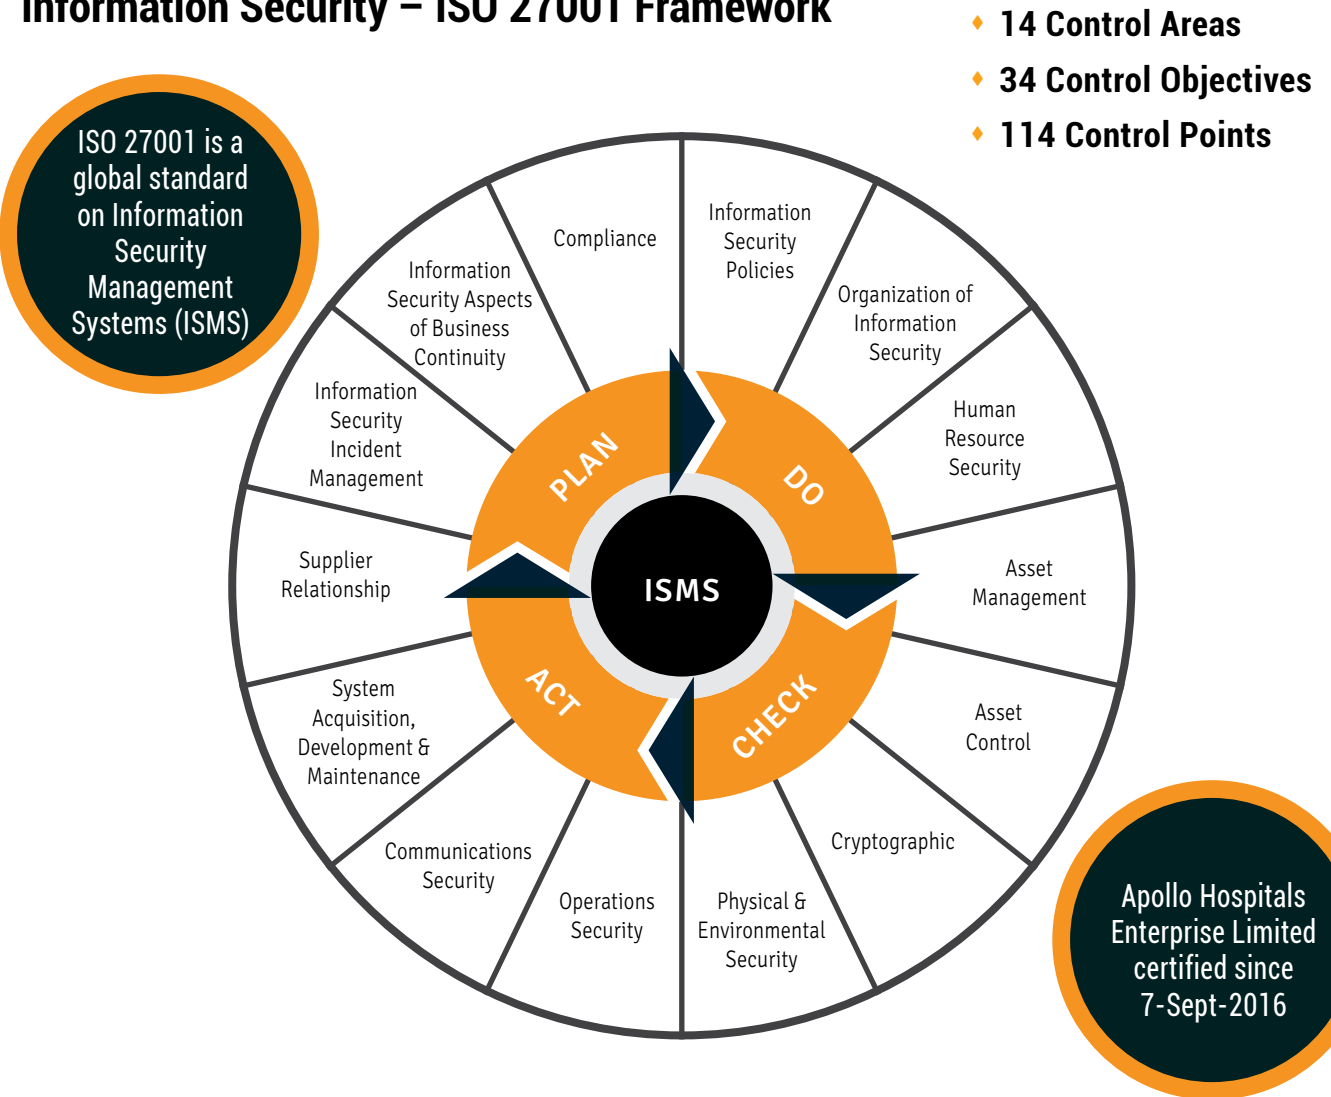 Information Security – ISO 27001 Framework
14 Control Areas
34 Control Objectives
114 Control Points
ISO 27001 is a
global standard
on Information
Security
Management
Systems (ISMS)
Compliance
Information
Security
Policies
Organization of
Information
Security
Human
Resource
Security
Asset
Management
Asset
Control
Cryptographic
Physical &
Environmental
Security
Operations
Security
Communications
Security
System
Acquisition,
Development &
Maintenance
Supplier
Relationship
Information
Security
Incident
Management
Information
Security Aspects
of Business
Continuity
PLAN
DO
CHECK
ACT
ISMS
Apollo Hospitals
Enterprise Limited
certified since
7-Sept-2016